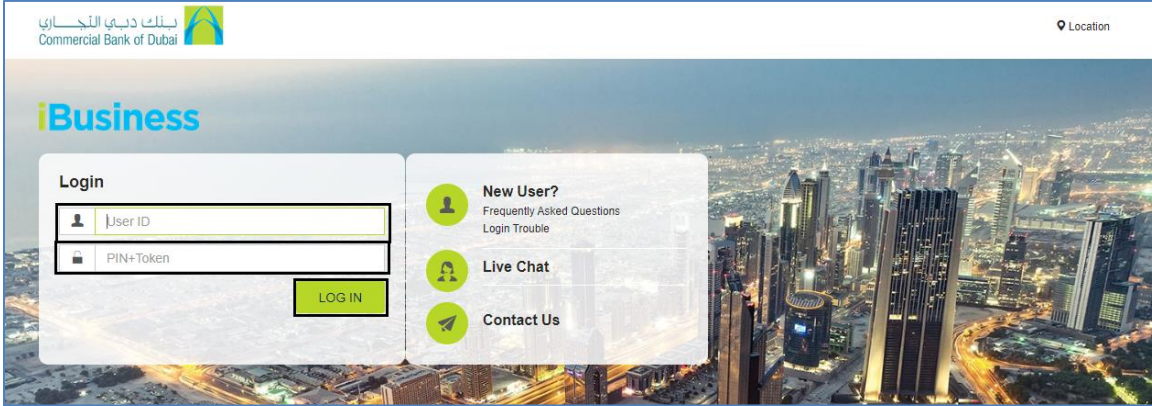 بنك دبي التجاري
Commercial Bank of Dubai
Location
iBusiness
Login
User ID
PIN+Token
LOG IN
New User?
Frequently Asked Questions
Login Trouble
Live Chat
Contact Us